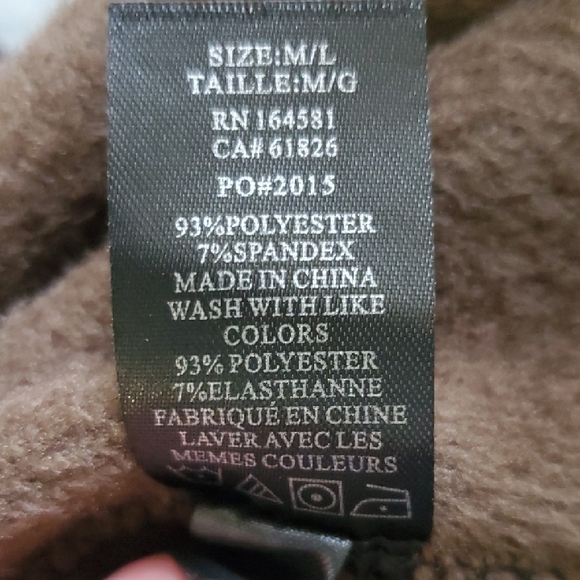 SIZE:M/L
TAILLE:M/G
RN 164581
CA# 61826
PO#2015
93%POLYESTER
7%SPANDEX
MADE IN CHINA
WASH WITH LIKE
COLORS
93% POLYESTER
7%ELASTHANNE
FABRIQUÉ EN CHINE
LAVER AVEC LES
MEMES COULEURS